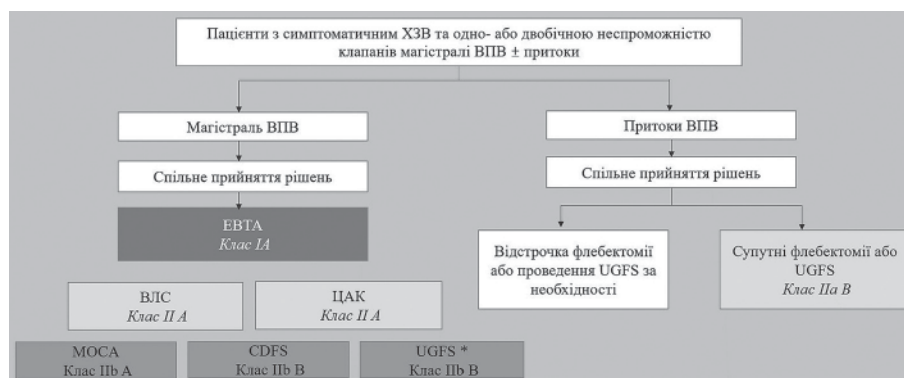 Пацієнти з симптоматичним ХЗВ та одно- або двобічною неспроможністю
клапанів магістралі ВПВ ± притоки
Магістраль ВПВ
Притоки ВПВ
Спільне прийняття рішень
Спільне прийняття рішень
ЕВТА
Клас ІА
Відстрочка флебектомії
або проведення UGFS за
необхідності
Супутні флебектомії або
UGFS
Клас ІІа В
ВЛС
Клас ІІ А
ЦАК
Клас ІІ А
МОСА
Клас ІІb А
CDFS
Клас ІІb В
UGFS *
Клас ІІb В